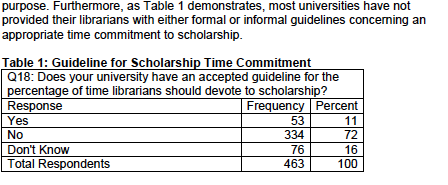 purpose. Furthermore, as Table 1 demonstrates, most universities have not
provided their librarians with either formal or informal guidelines concerning an
appropriate time commitment to scholarship.
Table 1: Guideline for Scholarship Time Commitment
Q18: Does your university have an accepted guideline for the
percentage of time librarians should devote to scholarship?
Response Frequency Percent
Yes 53 11
No 334 72
Don't Know 76 16
Total Respondents 463 100